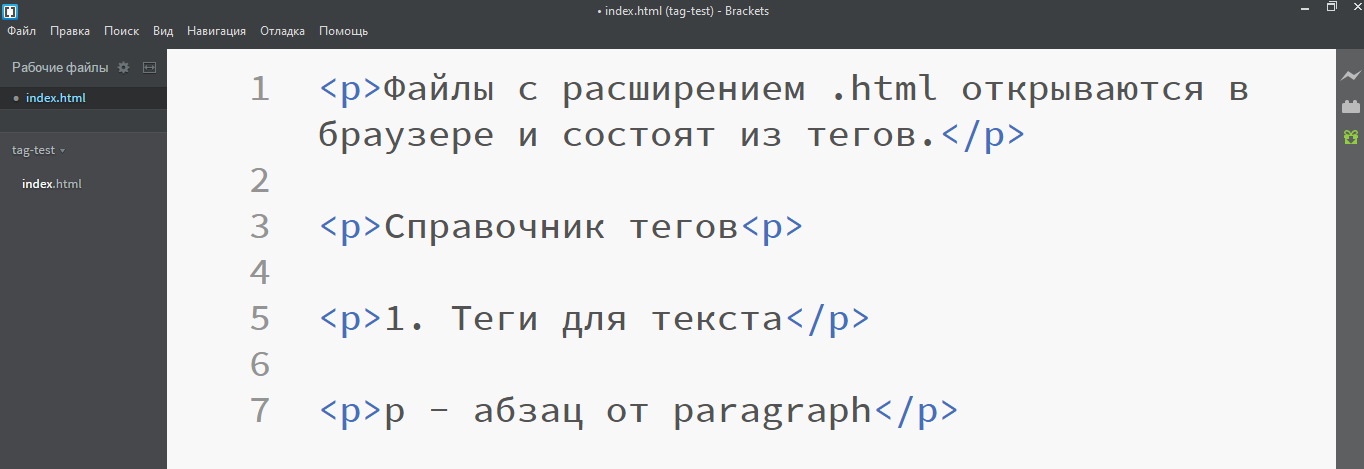 • index.html (tag-test) - Brackets
Файл Правка Поиск Вид Навигация Отладка Помощь
Рабочие файлы
• index.html
tag-test
index.html
1 <p>Файлы с расширением .html открываются в
браузере и состоят из тегов.</p>
2
3 <p>Справочник тегов<p>
4
5 <p>1. Теги для текста</p>
6
7 <p>p - абзац от paragraph</p>